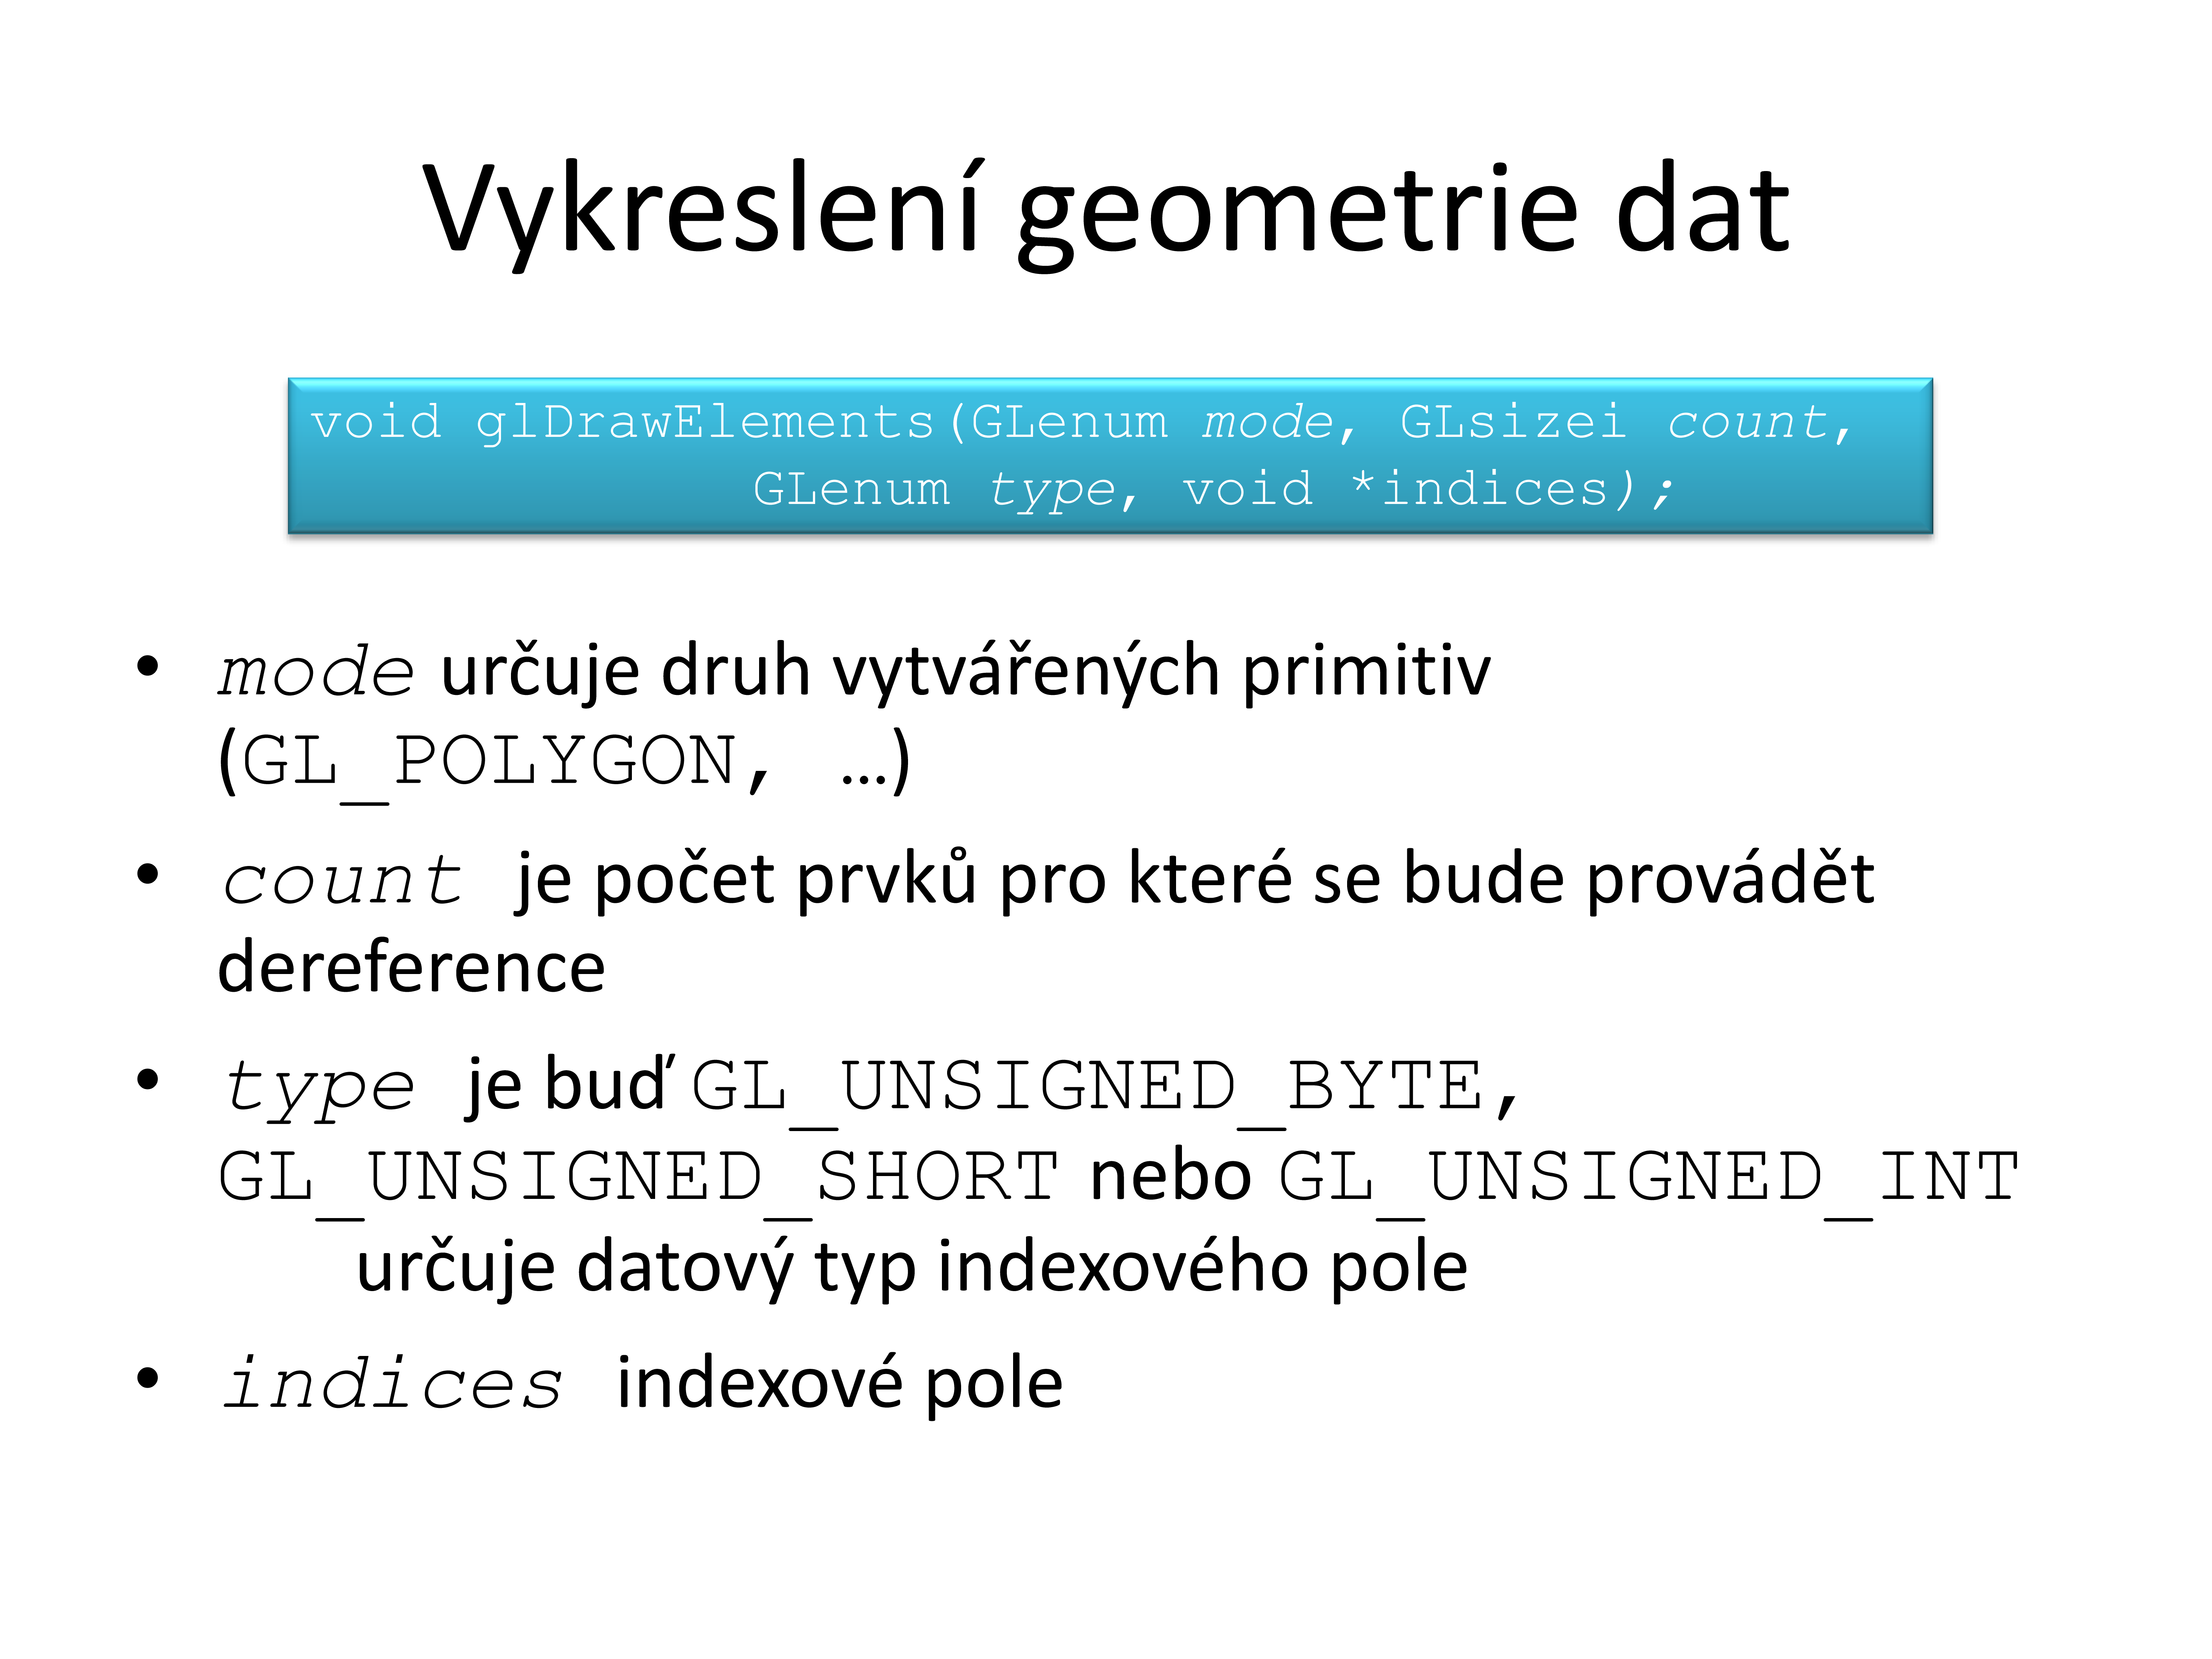 Vykreslení geometrie dat
void glDrawElements(GLenum mode, GLsizei count,
GLenum type, void *indices);
• mode určuje druh vytvářených primitiv
(GL_POLYGON, …)
• count je počet prvků pro které se bude provádět
dereference
• type je buď GL_UNSIGNED_BYTE,
GL_UNSIGNED_SHORT nebo GL_UNSIGNED_INT
určuje datový typ indexového pole
• indices indexové pole